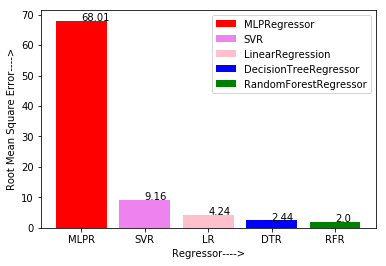 70
60
50
40
30
20
10
0
Root Mean Square Error---->
68.01
9.16
4.24
2.44
2.0
MLPRegressor
SVR
LinearRegression
DecisionTreeRegressor
RandomForestRegressor
MLPR SVR LR DTR RFR
Regressor---->